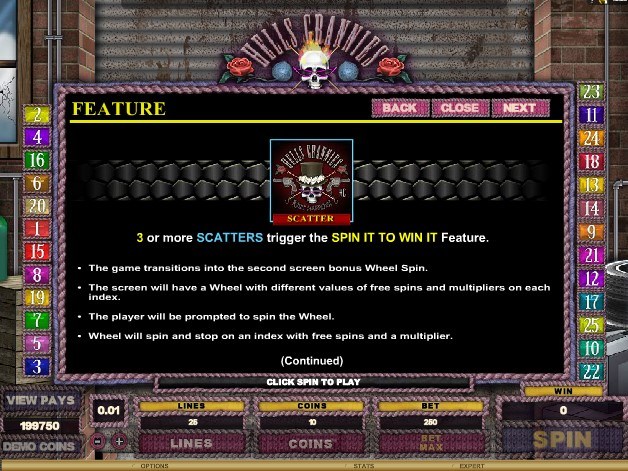 HELLS GRANNIES
FEATURE
BACK CLOSE NEXT
HELLS GRANNIES
SCATTER
3 or more SCATTERS trigger the SPIN IT TO WIN IT Feature.
• The game transitions into the second screen bonus Wheel Spin.
• The screen will have a Wheel with different values of free spins and multipliers on each
index.
• The player will be prompted to spin the Wheel.
• Wheel will spin and stop on an index with free spins and a multiplier.
(Continued)
CLICK SPIN TO PLAY
2
4
16
6
20
1
15
8
19
7
5
3
23
11
24
18
13
14
9
21
12
17
25
10
22
VIEW PAYS
199750
DEMO COINS
0.01
LINES
25
LINES
COINS
10
COINS
BET
250
BET
MAX
WIN
0
SPIN
OPTIONS STATS EXPERT